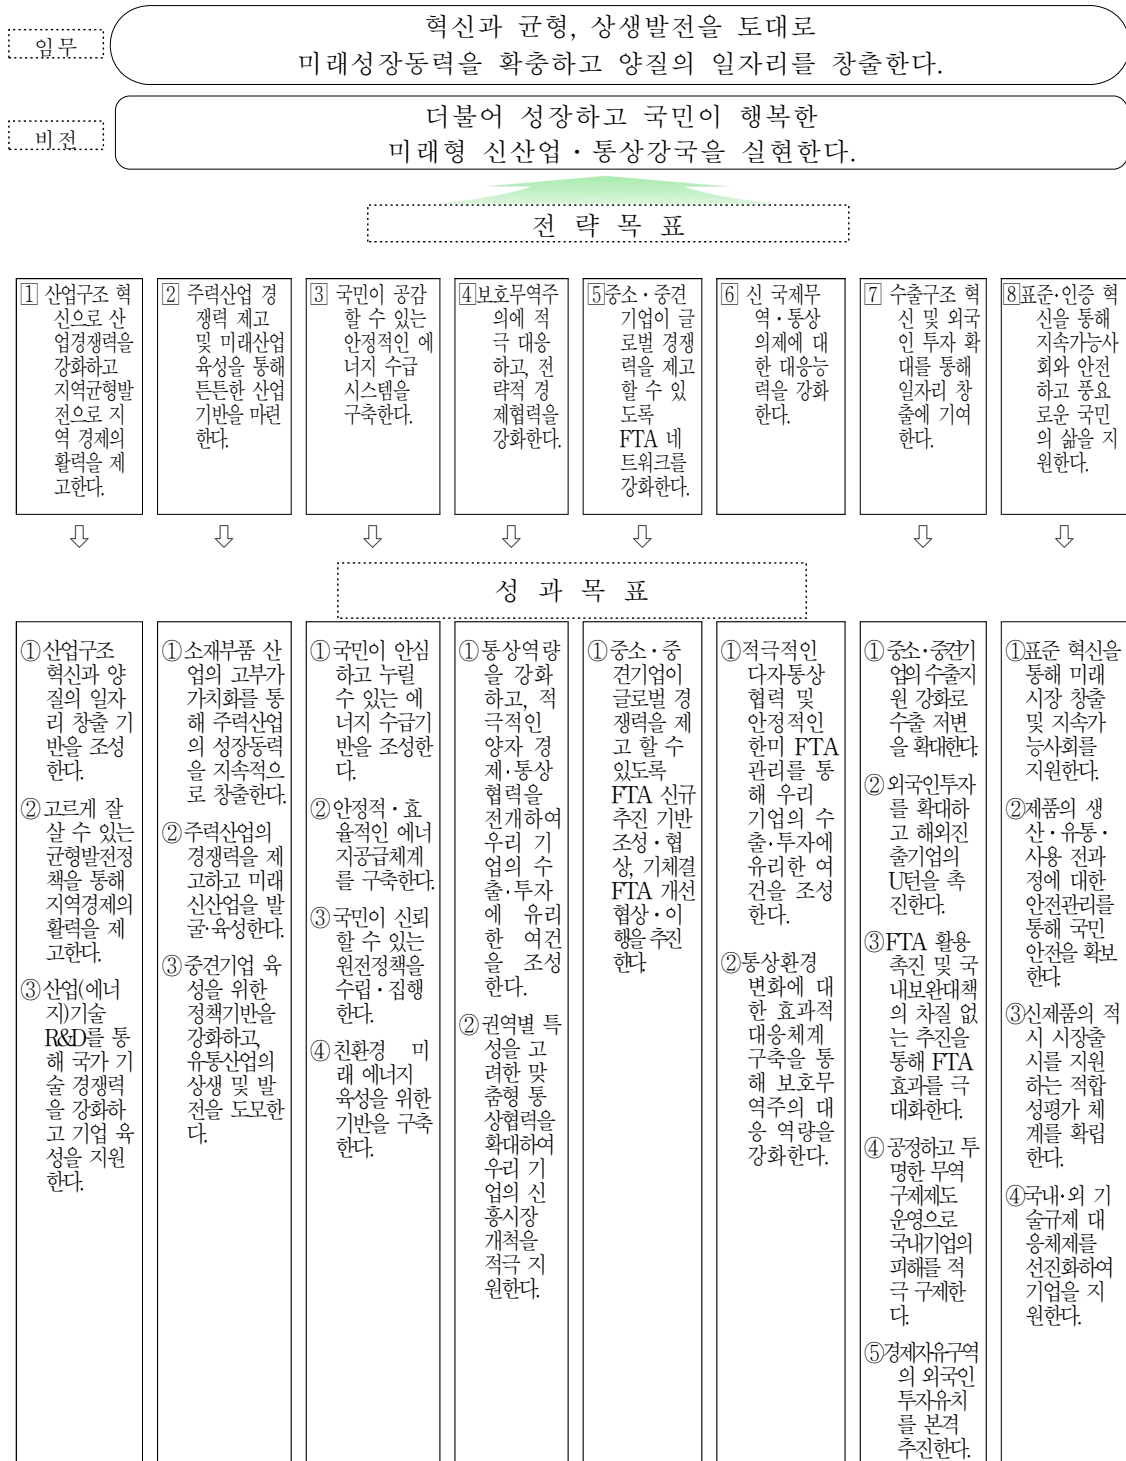 임무
혁신과 균형, 상생발전을 토대로
미래성장동력을 확충하고 양질의 일자리를 창출한다.
비전
더불어 성장하고 국민이 행복한
미래형 신산업・통상강국을 실현한다.
전 략 목 표
1 산업구조 혁
신으로 산
업경쟁력을
강화하고
지역균형발
전으로 지
역 경제의
활력을 제
고한다.
2 주력산업 경
쟁력 제고
및 미래산업
육성을 통해
튼튼한 산업
기반을 마련
한다.
3 국민이 공감
할 수 있는
안정적인 에
너지 수급
시스템을
구축한다.
4 보호무역주
의에 적
극 대응
하고, 전
략적 경
제협력을
강화한다.
5 중소・중견
기업이 글
로벌 경쟁
력을 제고
할 수 있
도록
FTA 네
트워크를
강화한다.
6 신 국제무
역・통상
의제에 대
한 대응능
력을 강화
한다.
7 수출구조 혁
신 및 외국
인 투자 확
대를 통해
일자리 창
출에 기여
한다.
8 표준·인증 혁
신을 통해
지속가능사
회와 안전
하고 풍요
로운 국민
의 삶을 지
원한다.
⇩ ⇩ ⇩ ⇩ ⇩ ⇩ ⇩
성 과 목 표
① 산업구조
혁신과 양
질의 일자
리 창출 기
반을 조성
한다.
② 고르게 잘
살 수 있는
균형발전정
책을 통해
지역경제의
활력을 제
고한다.
③ 산업(에너
지)기술
R&D를 통
해 국가 기
술 경쟁력
을 강화하
고 기업 육
성을 지원
한다.
① 소재부품 산
업의 고부가
가치화를 통
해 주력산업
의 성장동력
을 지속적으
로 창출한다.
② 주력산업의
경쟁력을 제
고하고 미래
신산업을 발
굴·육성한다.
③ 중견기업 육
성을 위한
정책기반을
강화하고,
유통산업의
상생 및 발
전을 도모한
다.
① 국민이 안심
하고 누릴
수 있는 에
너지 수급기
반을 조성한
다.
② 안정적・효
율적인 에너
지공급체계
를 구축한다.
③ 국민이 신뢰
할 수 있는
원전정책을
수립・집행
한다.
④ 친환경 미
래 에너지
육성을 위한
기반을 구축
한다.
① 통상역량
을 강화
하고, 적
극적인
양자 경
제·통상
협력을
전개하여
우리 기
업의 수
출·투자
에 유리
한 여건
을 조성
한다.
② 권역별 특
성을 고
려한 맞
춤형 통
상협력을
확대하여
우리 기
업의 신
흥시장
개척을
적극 지
원한다.
① 중소・중
견기업이
글로벌 경
쟁력을 제
고 할 수
있도록
FTA 신규
추진 기반
조성・협
상, 기체결
FTA 개선
협상・이
행을 추진
한다.
① 적극적인
다자통상
협력 및
안정적인
한미 FTA
관리를 통
해 우리
기업의 수
출·투자에
유리한 여
건을 조성
한다.
② 통상환경
변화에 대
한 효과적
대응체계
구축을 통
해 보호무
역주의 대
응 역량을
강화한다.
① 중소・중견기
업의 수출지
원 강화로
수출 저변
을 확대한다.
② 외국인투자
를 확대하
고 해외진
출기업의
U턴을 촉
진한다.
③ FTA 활용
촉진 및 국
내보완대책
의 차질 없
는 추진을
통해 FTA
효과를 극
대화한다.
④ 공정하고 투
명한 무역
구제제도
운영으로
국내기업의
피해를 적
극 구제한
다.
⑤ 경제자유구역
의 외국인
투자유치
를 본격
추진한다.
① 표준 혁신을
통해 미래
시장 창출
및 지속가
능사회를
지원한다.
② 제품의 생
산・유통・
사용 전과
정에 대한
안전관리를
통해 국민
안전을 확보
한다.
③ 신제품의 적
시 시장출
시를 지원
하는 적합
성평가 체
계를 확립
한다.
④ 국내·외 기
술규제 대
응체제를
선진화하여
기업을 지
원한다.